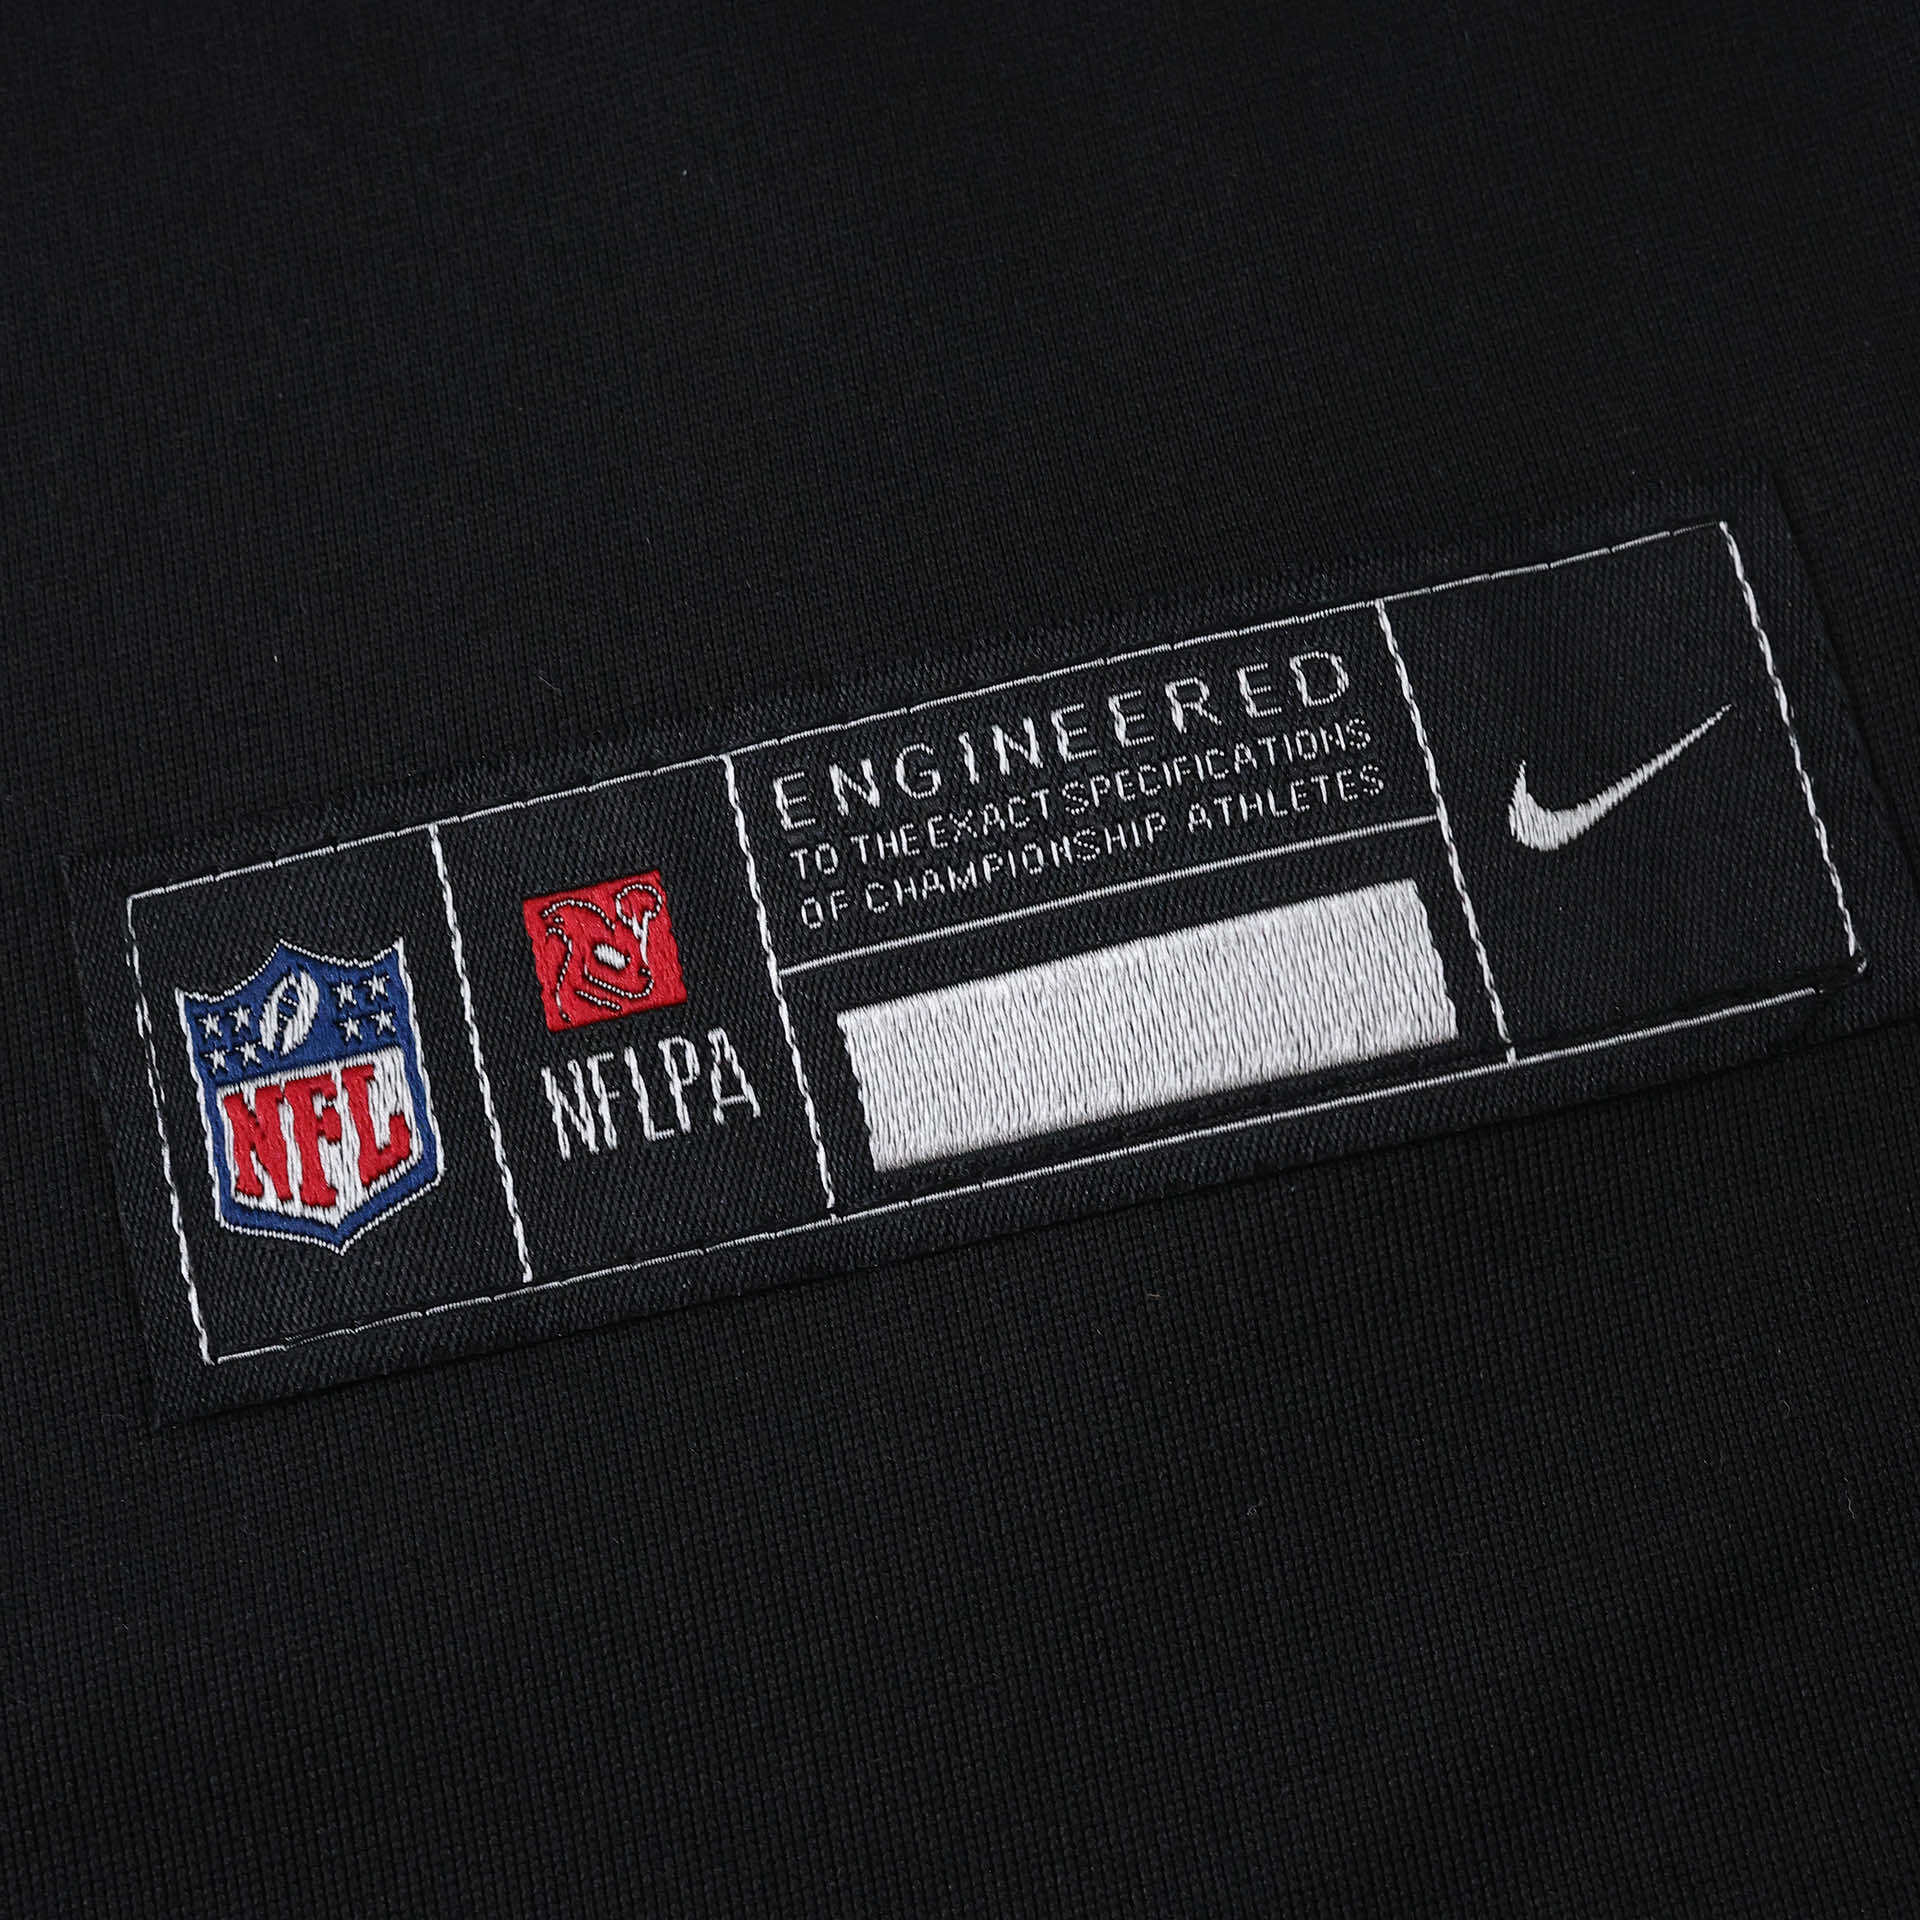 NFL
NFLPA
ENGINEERED
TO THE EXACT SPECIFICATIONS
OF CHAMPIONSHIP ATHLETES